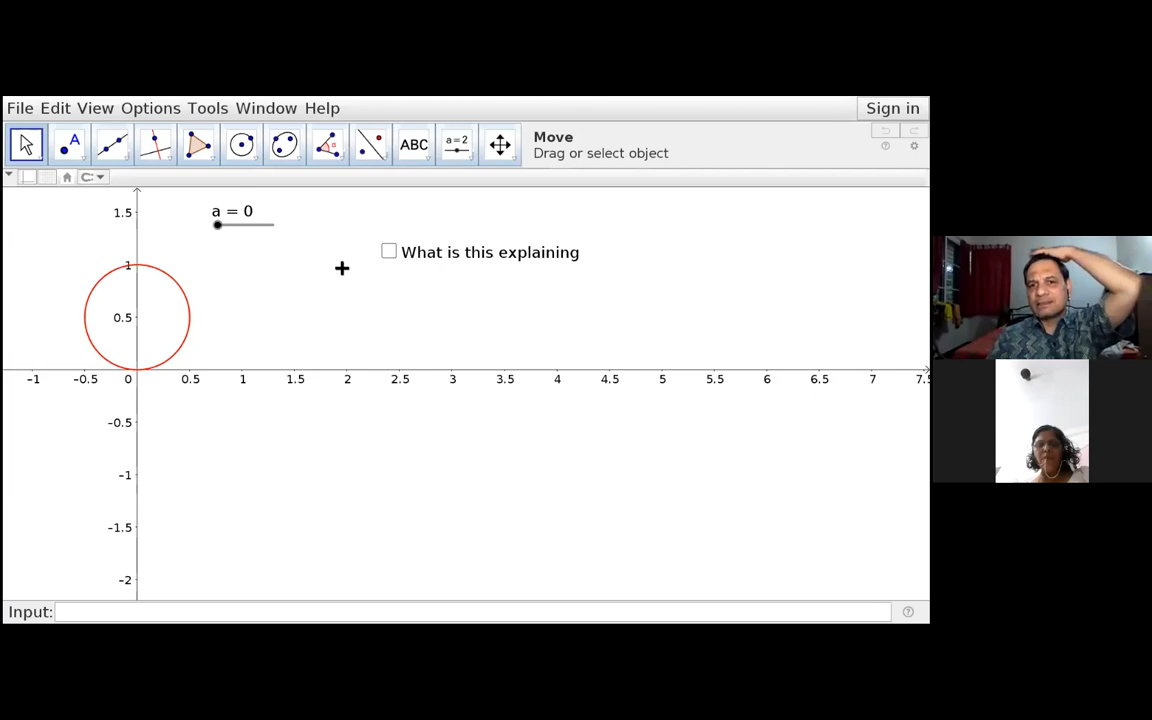 File Edit View Options Tools Window Help
Sign in
A
α
ABC
a=2
Move
Drag or select object
1.5
a = 0
What is this explaining
1
0.5
-1 -0.5 0 0.5 1 1.5 2 2.5 3 3.5 4 4.5 5 5.5 6 6.5 7 7.5
-0.5
-1
-1.5
-2
Input: